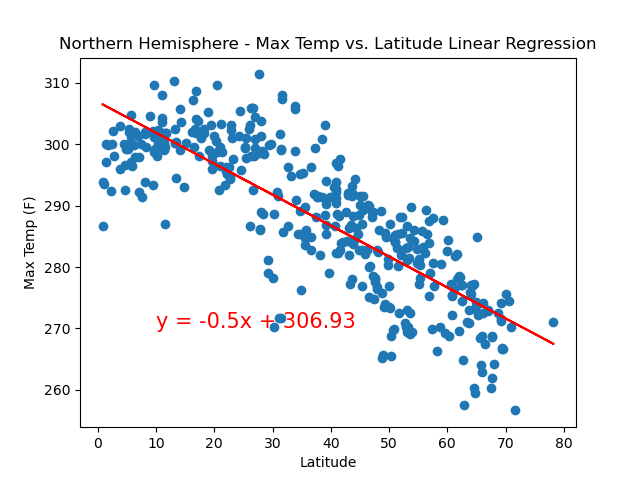 Northern Hemisphere - Max Temp vs. Latitude Linear Regression
Max Temp (F)
310
300
290
280
270
260
y = -0.5x + 306.93
0 10 20 30 40 50 60 70 80
Latitude